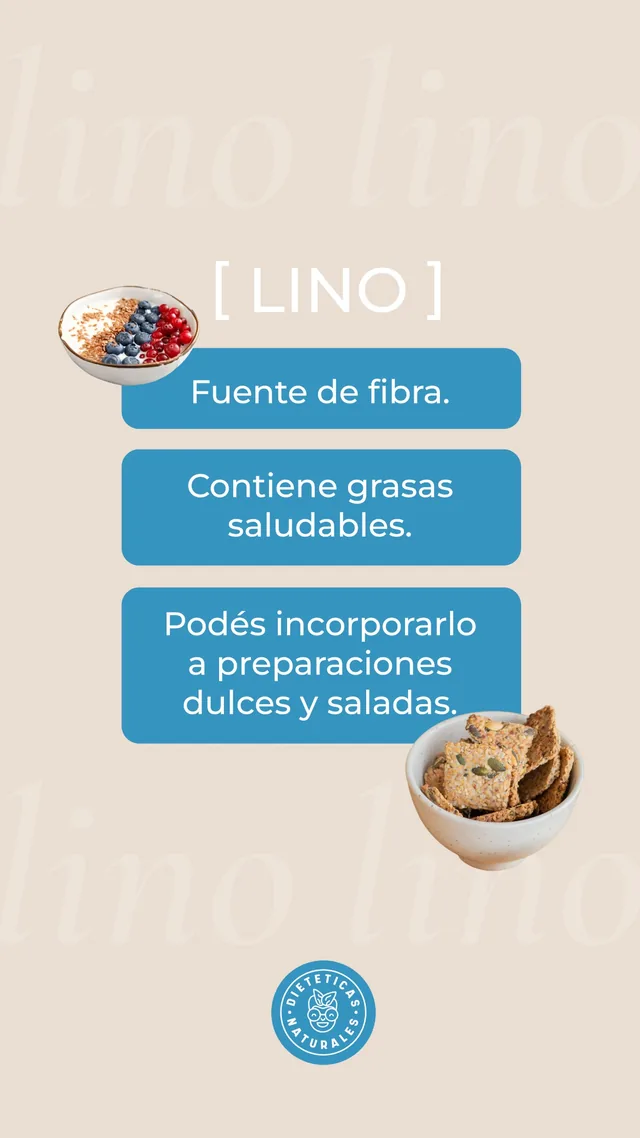 lino lino
[ LINO ]
Fuente de fibra.
Contiene grasas
saludables.
Podés incorporarlo
a preparaciones
dulces y saladas.
lino lino
DIETETICAS
NATURALES